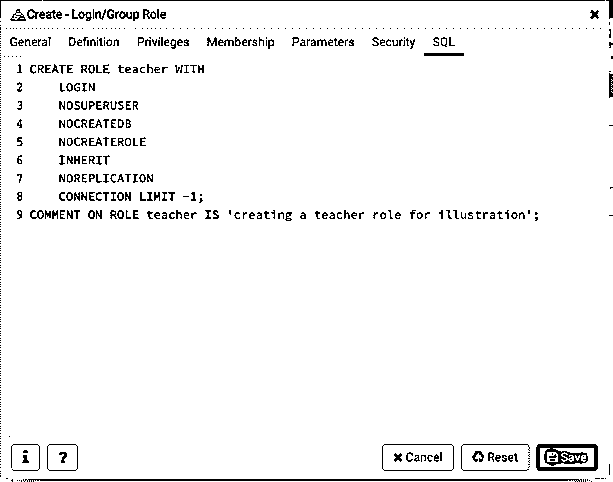 Create - Login/Group Role
General Definition Privileges Membership Parameters Security SQL
1 CREATE ROLE teacher WITH
2 LOGIN
3 NOSUPERUSER
4 NOCREATEDB
5 NOCREATEROLE
6 INHERIT
7 NOREPLICATION
8 CONNECTION LIMIT -1;
9 COMMENT ON ROLE teacher IS 'creating a teacher role for illustration';
i ? Cancel Reset Save